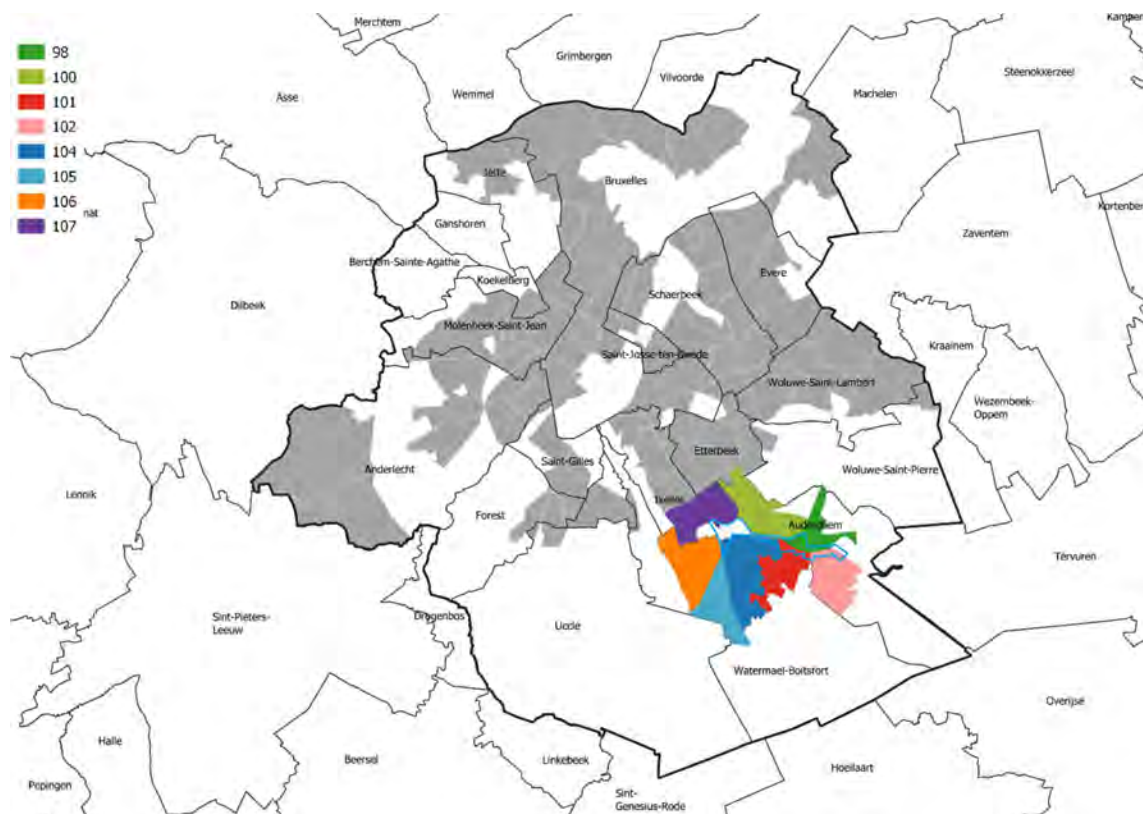 98
100
101
102
104
105
106
107
Merchtem
Grimbergen
Vilvoorde
Wemmel
Asse
Machelen
Steenokkerzeel
Jette
Bruxelles
Ganshoren
Zaventem
Berchem-Sainte-Agathe
Koekelberg
Evere
Dilbeek
Schaerbeek
Molenbeek-Saint-Jean
Kraainem
Saint-Josse-ten-Noode
Woluwe-Saint-Lambert
Wezembeek-
Oppem
Etterbeek
Saint-Gilles
Anderlecht
Woluwe-Saint-Pierre
Lennik
Ixelles
Forest
Auderghem
Tervuren
Drogenbos
Sint-Pieters-
Leeuw
Uccle
Watermael-Boitsfort
Overijse
Halle
Beersel
Linkebeek
Hoeilaart
Pepingen
Sint-
Genesius-Rode